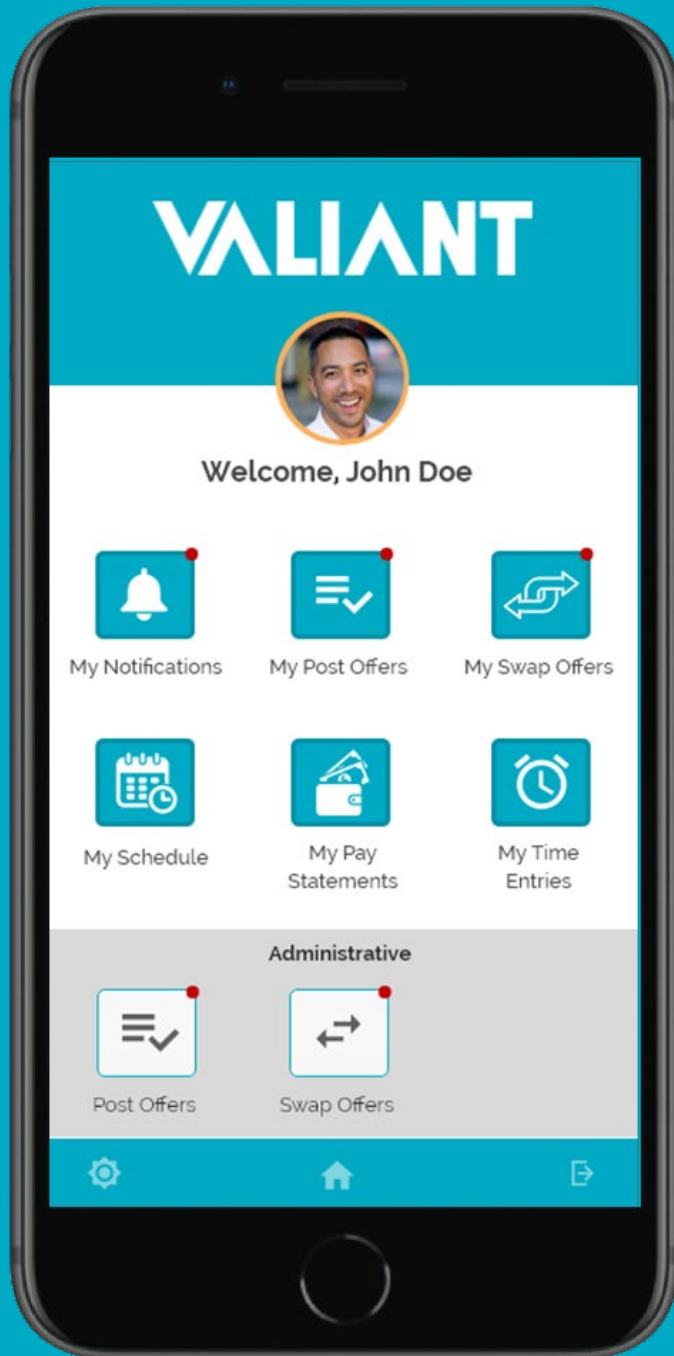 VALIANT
Welcome, John Doe
My Notifications
My Post Offers
My Swap Offers
My Schedule
My Pay
Statements
My Time
Entries
Administrative
Post Offers
Swap Offers